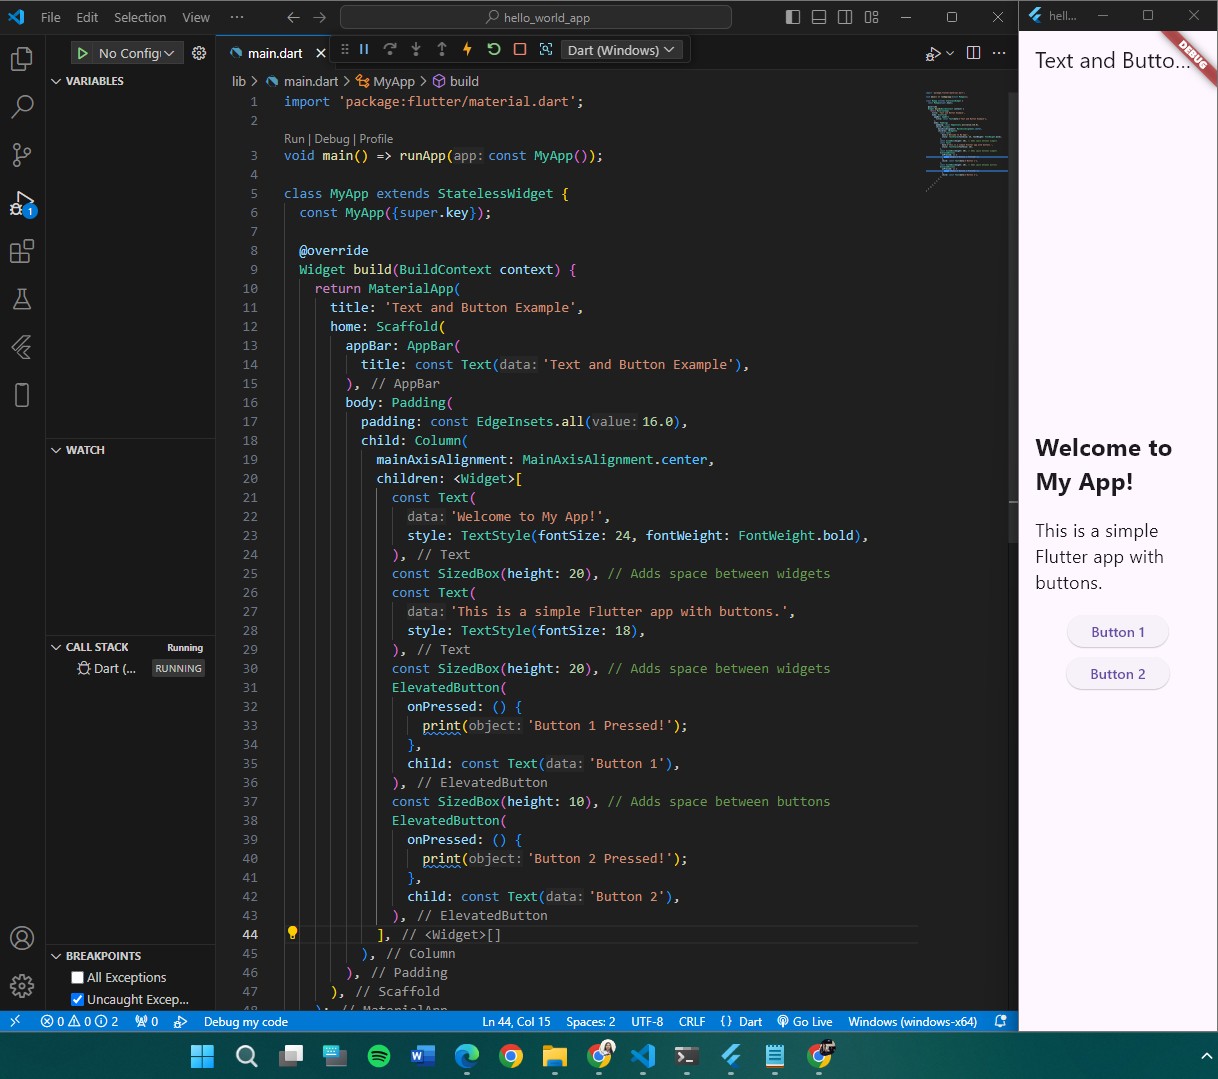 File Edit Selection View ···
hello_world_app
hell...
No Config
main.dart
Dart (Windows)
lib > main.dart > MyApp > build
VARIABLES
WATCH
CALL STACK Running
Dart (... RUNNING
BREAKPOINTS
All Exceptions
Uncaught Excep...
1
1 import 'package:flutter/material.dart';
2
Run | Debug | Profile
3 void main() => runApp(app: const MyApp());
4
5 class MyApp extends StatelessWidget {
6 const MyApp({super.key});
7
8 @override
9 Widget build(BuildContext context) {
10 return MaterialApp(
11 title: 'Text and Button Example',
12 home: Scaffold(
13 appBar: AppBar(
14 title: const Text(data: 'Text and Button Example'),
15 ), // AppBar
16 body: Padding(
17 padding: const EdgeInsets.all(value: 16.0),
18 child: Column(
19 mainAxisAlignment: MainAxisAlignment.center,
20 children: <Widget>[
21 const Text(
22 data: 'Welcome to My App!',
23 style: TextStyle(fontSize: 24, fontWeight: FontWeight.bold),
24 ), // Text
25 const SizedBox(height: 20), // Adds space between widgets
26 const Text(
27 data: 'This is a simple Flutter app with buttons.',
28 style: TextStyle(fontSize: 18),
29 ), // Text
30 const SizedBox(height: 20), // Adds space between widgets
31 ElevatedButton(
32 onPressed: () {
33 print(object: 'Button 1 Pressed!');
34 },
35 child: const Text(data: 'Button 1'),
36 ), // ElevatedButton
37 const SizedBox(height: 10), // Adds space between buttons
38 ElevatedButton(
39 onPressed: () {
40 print(object: 'Button 2 Pressed!');
41 },
42 child: const Text(data: 'Button 2'),
43 ), // ElevatedButton
44 ], // <Widget>[]
45 ), // Column
46 ), // Padding
47 ), // Scaffold
48 ); // MaterialApp
Text and Butto...
DEBUG
Welcome to
My App!
This is a simple
Flutter app with
buttons.
Button 1
Button 2
0 0 2 0 Debug my code Ln 44, Col 15 Spaces: 2 UTF-8 CRLF {} Dart Go Live Windows (windows-x64)